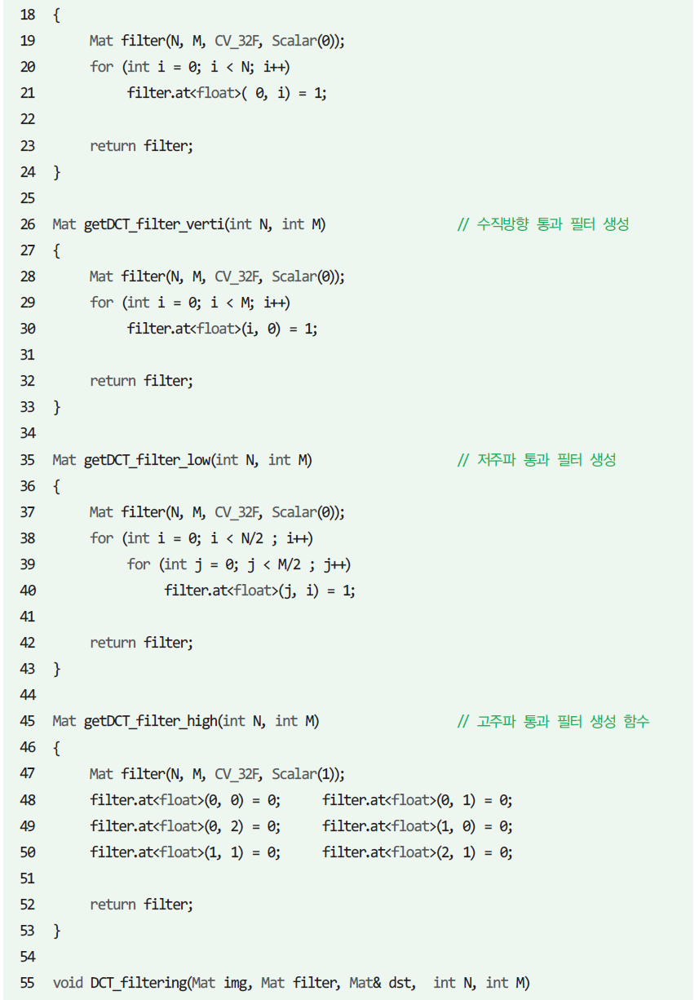 18 {
19 Mat filter(N, M, CV_32F, Scalar(0));
20 for (int i = 0; i < N; i++)
21 filter.at<float>( 0, i) = 1;
22
23 return filter;
24 }
25
26 Mat getDCT_filter_verti(int N, int M) // 수직방향 통과 필터 생성
27 {
28 Mat filter(N, M, CV_32F, Scalar(0));
29 for (int i = 0; i < M; i++)
30 filter.at<float>(i, 0) = 1;
31
32 return filter;
33 }
34
35 Mat getDCT_filter_low(int N, int M) // 저주파 통과 필터 생성
36 {
37 Mat filter(N, M, CV_32F, Scalar(0));
38 for (int i = 0; i < N/2 ; i++)
39 for (int j = 0; j < M/2 ; j++)
40 filter.at<float>(j, i) = 1;
41
42 return filter;
43 }
44
45 Mat getDCT_filter_high(int N, int M) // 고주파 통과 필터 생성 함수
46 {
47 Mat filter(N, M, CV_32F, Scalar(1));
48 filter.at<float>(0, 0) = 0; filter.at<float>(0, 1) = 0;
49 filter.at<float>(0, 2) = 0; filter.at<float>(1, 0) = 0;
50 filter.at<float>(1, 1) = 0; filter.at<float>(2, 1) = 0;
51
52 return filter;
53 }
54
55 void DCT_filtering(Mat img, Mat filter, Mat& dst, int N, int M)